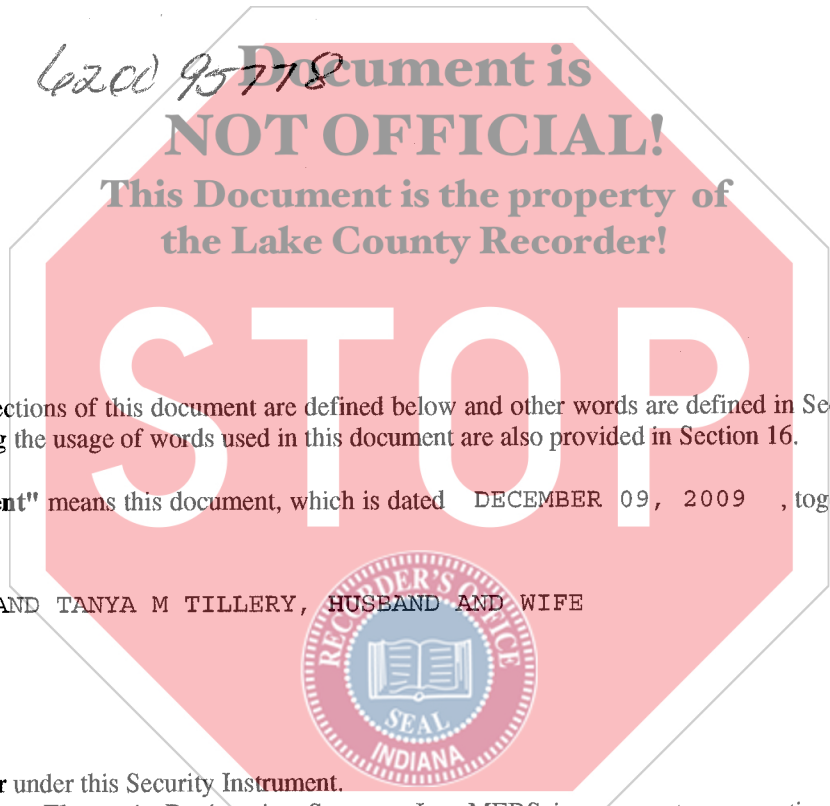 620095778
Document is
NOT OFFICIAL!
This Document is the property of
the Lake County Recorder!
STOP
ections of this document are defined below and other words are defined in Se
g the usage of words used in this document are also provided in Section 16.
ent" means this document, which is dated DECEMBER 09, 2009 , tog
AND TANYA M TILLERY, HUSBAND AND WIFE
RECORDER'S OFFICE
SEAL
INDIANA
r under this Security Instrument.